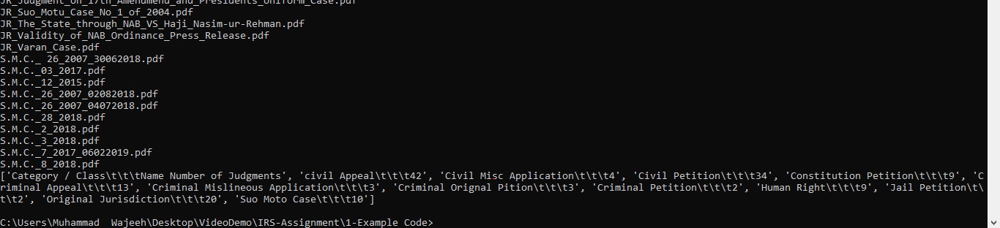 JR_Judgment_on_17th_Amendmend_and_Presidents_Uniform_Case.pdf
JR_Suo_Motu_Case_No_1_of_2004.pdf
JR_The_State_through_NAB_VS_Haji_Nasim-ur-Rehman.pdf
JR_Validity_of_NAB_Ordinance_Press_Release.pdf
JR_Varan_Case.pdf
S.M.C._ 26_2007_30062018.pdf
S.M.C._03_2017.pdf
S.M.C._12_2015.pdf
S.M.C._26_2007_02082018.pdf
S.M.C._26_2007_04072018.pdf
S.M.C._28_2018.pdf
S.M.C._2_2018.pdf
S.M.C._3_2018.pdf
S.M.C._7_2017_06022019.pdf
S.M.C._8_2018.pdf
['Category / Class\t\t\tName Number of Judgments', 'civil Appeal\t\t\t42', 'Civil Misc Application\t\t\t4', 'Civil Petition\t\t\t34', 'Constitution Petition\t\t\t9', 'C
riminal Appeal\t\t\t13', 'Criminal Mislineous Application\t\t\t3', 'Criminal Orignal Pition\t\t\t3', 'Criminal Petition\t\t\t2', 'Human Right\t\t\t9', 'Jail Petition\t\
t\t2', 'Original Jurisdiction\t\t\t20', 'Suo Moto Case\t\t\t10']
C:\Users\Muhammad  Wajeeh\Desktop\VideoDemo\IRS-Assignment\1-Example Code>